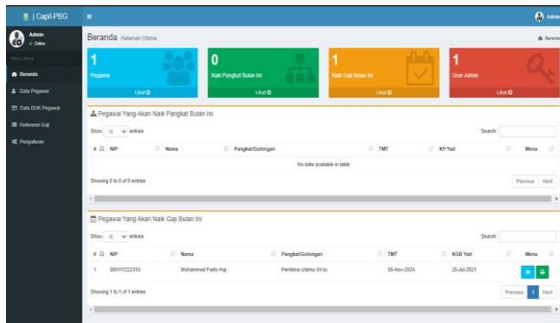 | Capil-PBG
Admin
Admin
Online
Menu Utama
Beranda
Data Pegawai
Data DUK Pegawai
Referensi Gaji
Pengaturan
Beranda Halaman Utama
Beranda
1
Pegawai
Lihat
0
Naik Pangkat Bulan Ini
Lihat
1
Naik Gaji Bulan Ini
Lihat
1
User Admin
Lihat
Pegawai Yang Akan Naik Pangkat Bulan Ini
Show 10 entries
Search:
# NIP Nama Pangkat/Golongan TMT KP Yad Menu
No data available in table
Showing 0 to 0 of 0 entries
Previous Next
Pegawai Yang Akan Naik Gaji Bulan Ini
Show 10 entries
Search:
# NIP Nama Pangkat/Golongan TMT KGB Yad Menu
1 Mohammad Fadly Haji Pembina Utama 05-Nov-2024 25-Jul-2021
Showing 1 to 1 of 1 entries
Previous 1 Next